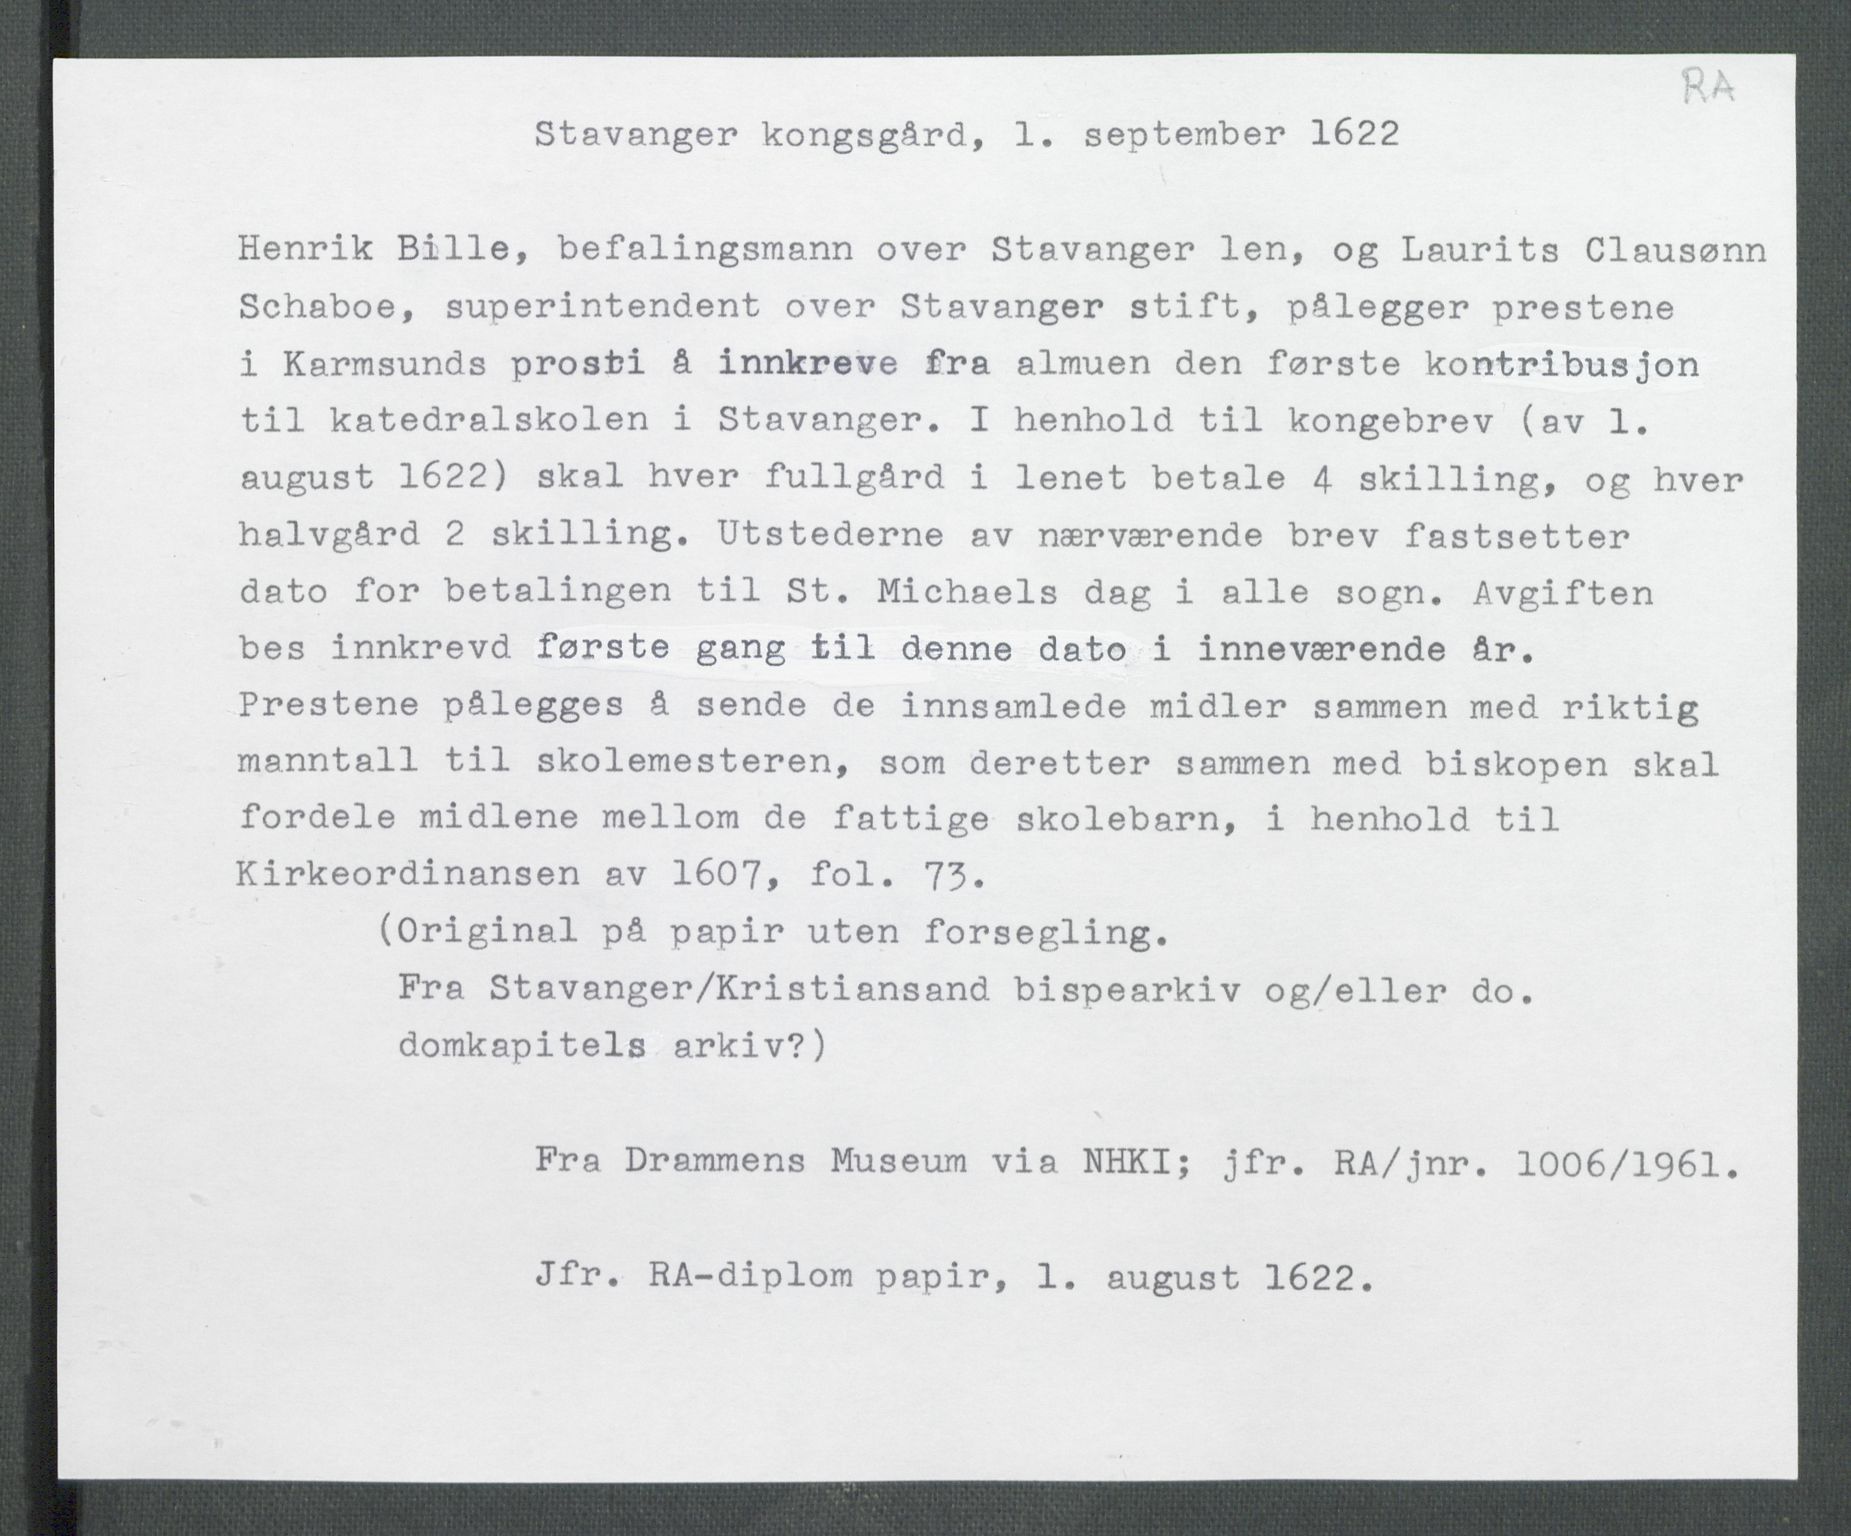 RA
Stavanger kongsgård, 1. september 1622
Henrik Bille, befalingsmann over Stavanger len, og Laurits Clausønn
Schaboe, superintendent over Stavanger stift, pålegger prestene
i Karmsunds prosti å innkreve fra almuen den første kontribusjon
til katedralskolen i Stavanger. I henhold til kongebrev (av 1.
august 1622) skal hver fullgård i lenet betale 4 skilling, og hver
halvgård 2 skilling. Utstederne av nærværende brev fastsetter
dato for betalingen til St. Michaels dag i alle sogn. Avgiften
bes innkrevd første gang til denne dato i inneværende år.
Prestene pålegges å sende de innsamlede midler sammen med riktig
manntall til skolemesteren, som deretter sammen med biskopen skal
fordele midlene mellom de fattige skolebarn, i henhold til
Kirkeordinansen av 1607, fol. 73.
(Original på papir uten forsegling.
Fra Stavanger/Kristiansand bispearkiv og/eller do.
domkapitels arkiv?)
Fra Drammens Museum via NHKI; jfr. RA/jnr. 1006/1961.
Jfr. RA-diplom papir, 1. august 1622.